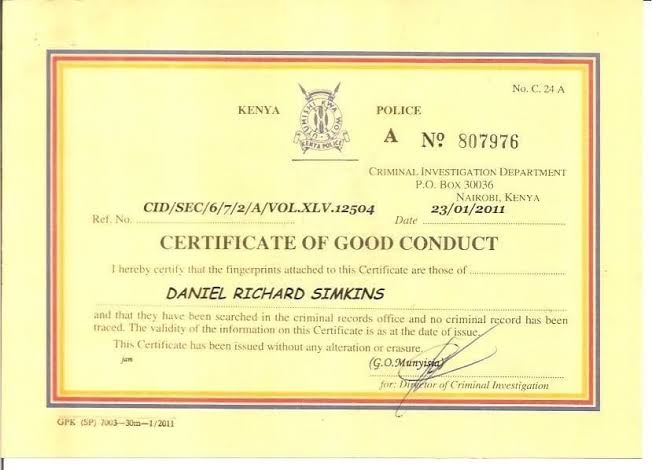 No. C. 24 A
KENYA POLICE
UTUMISHI KWA WOTE
KENYA POLICE
A No 807976
CRIMINAL INVESTIGATION DEPARTMENT
P.O. BOX 30036
NAIROBI, KENYA
Ref. No. CID/SEC/6/7/2/A/VOL.XLV.12504 Date 23/01/2011
CERTIFICATE OF GOOD CONDUCT
I hereby certify that the fingerprints attached to this Certificate are those of
DANIEL RICHARD SIMKINS
and that they have been searched in the criminal records office and no criminal record has been
traced. The validity of the information on this Certificate is as at the date of issue.
This Certificate has been issued without any alteration or erasure.
jam
(G.O.Munyisia)
for: Director of Criminal Investigation
GPK (SP) 7003—30m—1/2011